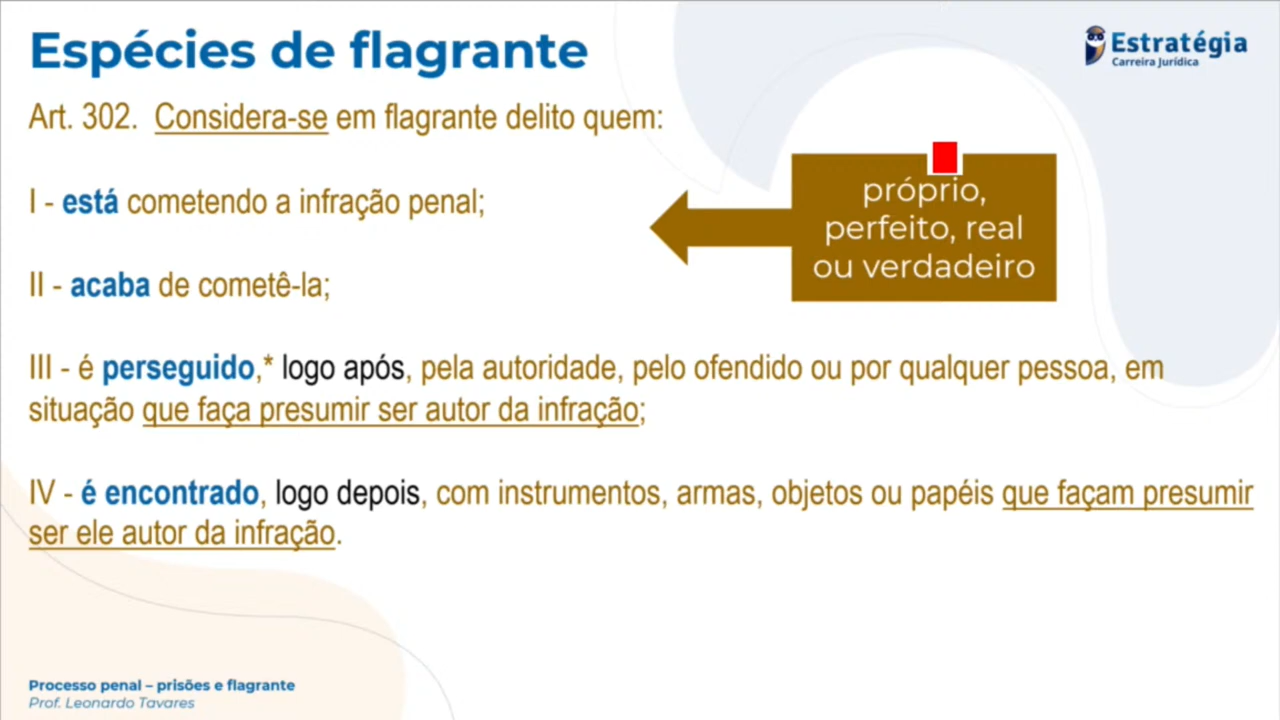 Espécies de flagrante
Estratégia
Carreira Jurídica
Art. 302. Considera-se em flagrante delito quem:
I - está cometendo a infração penal;
próprio,
perfeito, real
ou verdadeiro
II - acaba de cometê-la;
III - é perseguido,* logo após, pela autoridade, pelo ofendido ou por qualquer pessoa, em
situação que faça presumir ser autor da infração;
IV - é encontrado, logo depois, com instrumentos, armas, objetos ou papéis que façam presumir
ser ele autor da infração.
Processo penal – prisões e flagrante
Prof. Leonardo Tavares